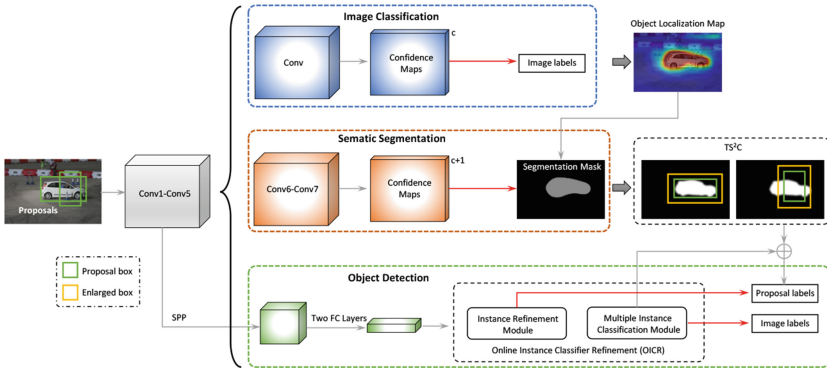 Image Classification
c
Conv
Confidence
Maps
Image labels
Object Localization Map
Sematic Segmentation
c+1
Conv6-Conv7
Confidence
Maps
Segmentation Mask
TS²C
Proposals
Conv1-Conv5
Proposal box
Enlarged box
Object Detection
SPP
Two FC Layers
Instance Refinement
Module
Multiple Instance
Classification Module
Online Instance Classifier Refinement (OICR)
Proposal labels
Image labels